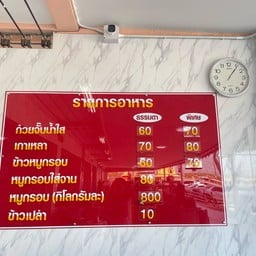 รายการอาหาร
ธรรมดา พิเศษ
ก๋วยจั๊บน้ำใส 60 70
เกาเหลา 70 80
ข้าวหมูกรอบ 60 75
หมูกรอบใส่จาน 80
หมูกรอบ (กิโลกรัมละ) 800
ข้าวเปล่า 10